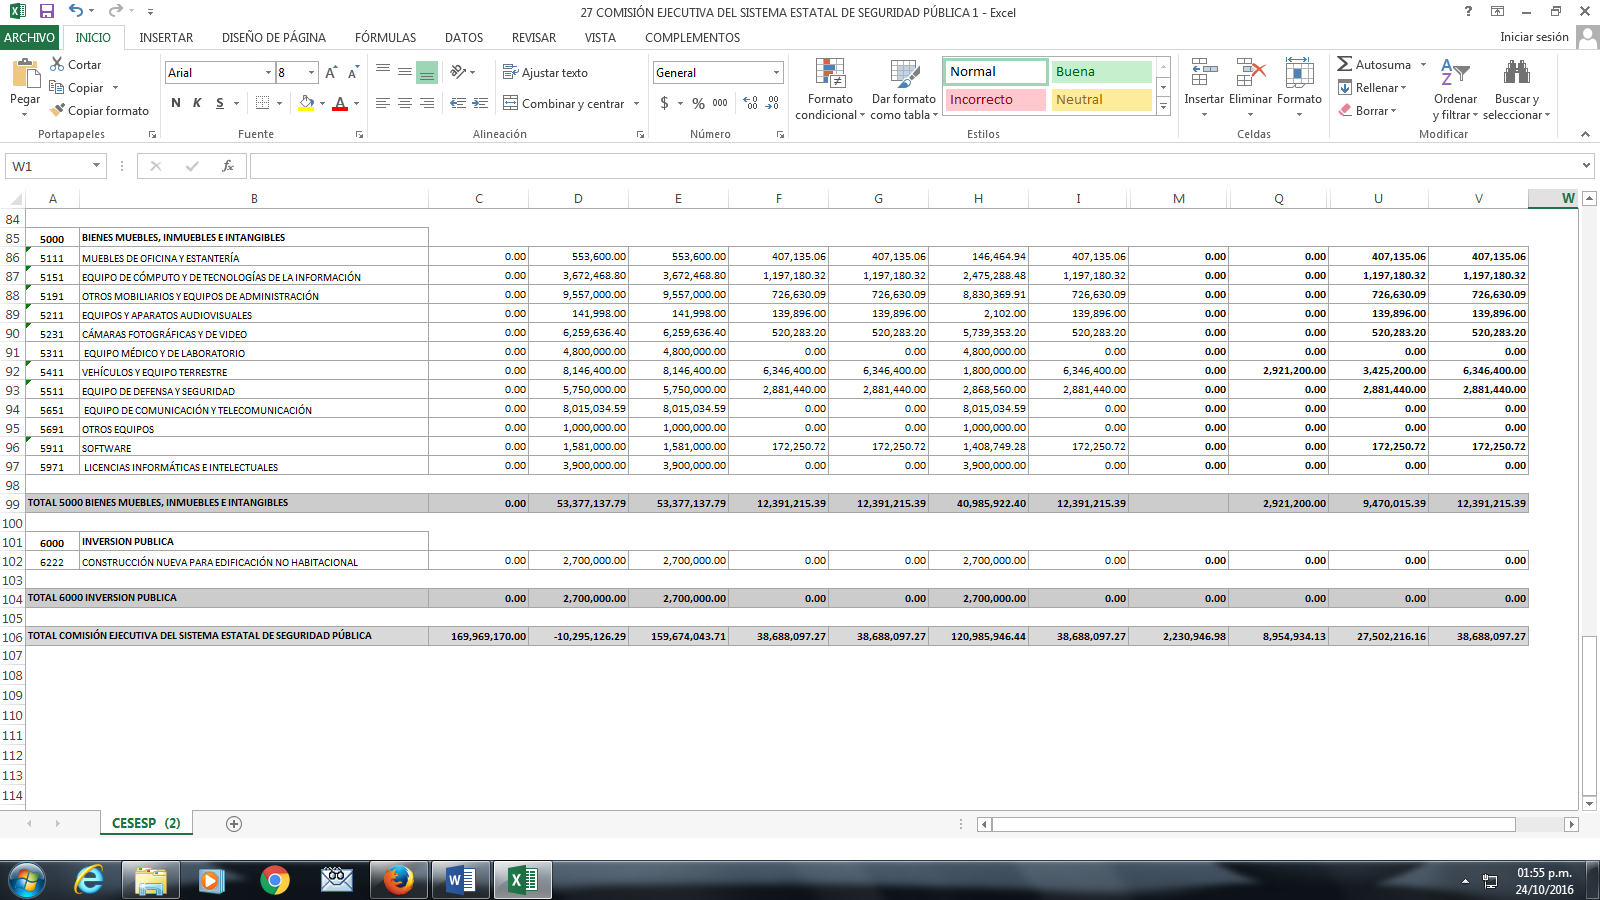 27 COMISIÓN EJECUTIVA DEL SISTEMA ESTATAL DE SEGURIDAD PÚBLICA 1 - Excel
ARCHIVO INICIO INSERTAR DISEÑO DE PÁGINA FÓRMULAS DATOS REVISAR VISTA COMPLEMENTOS Iniciar sesión
Pegar Cortar Copiar Copiar formato Portapapeles
Arial 8 N K S Fuente
Ajustar texto Combinar y centrar Alineación
General $ % 000 Número
Formato condicional Dar formato como tabla Normal Buena Incorrecto Neutral Estilos
Insertar Eliminar Formato Celdas
Autosuma Rellenar Borrar Ordenar y filtrar Buscar y seleccionar Modificar
W1 fx
A B C D E F G H I M Q U V W
84
85 5000 BIENES MUEBLES, INMUEBLES E INTANGIBLES
86 5111 MUEBLES DE OFICINA Y ESTANTERÍA 0.00 553,600.00 553,600.00 407,135.06 407,135.06 146,464.94 407,135.06 0.00 0.00 407,135.06 407,135.06
87 5151 EQUIPO DE CÓMPUTO Y DE TECNOLOGÍAS DE LA INFORMACIÓN 0.00 3,672,468.80 3,672,468.80 1,197,180.32 1,197,180.32 2,475,288.48 1,197,180.32 0.00 0.00 1,197,180.32 1,197,180.32
88 5191 OTROS MOBILIARIOS Y EQUIPOS DE ADMINISTRACIÓN 0.00 9,557,000.00 9,557,000.00 726,630.09 726,630.09 8,830,369.91 726,630.09 0.00 0.00 726,630.09 726,630.09
89 5211 EQUIPOS Y APARATOS AUDIOVISUALES 0.00 141,998.00 141,998.00 139,896.00 139,896.00 2,102.00 139,896.00 0.00 0.00 139,896.00 139,896.00
90 5231 CÁMARAS FOTOGRÁFICAS Y DE VIDEO 0.00 6,259,636.40 6,259,636.40 520,283.20 520,283.20 5,739,353.20 520,283.20 0.00 0.00 520,283.20 520,283.20
91 5311 EQUIPO MÉDICO Y DE LABORATORIO 0.00 4,800,000.00 4,800,000.00 0.00 0.00 4,800,000.00 0.00 0.00 0.00 0.00 0.00
92 5411 VEHÍCULOS Y EQUIPO TERRESTRE 0.00 8,146,400.00 8,146,400.00 6,346,400.00 6,346,400.00 1,800,000.00 6,346,400.00 0.00 2,921,200.00 3,425,200.00 6,346,400.00
93 5511 EQUIPO DE DEFENSA Y SEGURIDAD 0.00 5,750,000.00 5,750,000.00 2,881,440.00 2,881,440.00 2,868,560.00 2,881,440.00 0.00 0.00 2,881,440.00 2,881,440.00
94 5651 EQUIPO DE COMUNICACIÓN Y TELECOMUNICACIÓN 0.00 8,015,034.59 8,015,034.59 0.00 0.00 8,015,034.59 0.00 0.00 0.00 0.00 0.00
95 5691 OTROS EQUIPOS 0.00 1,000,000.00 1,000,000.00 0.00 0.00 1,000,000.00 0.00 0.00 0.00 0.00 0.00
96 5911 SOFTWARE 0.00 1,581,000.00 1,581,000.00 172,250.72 172,250.72 1,408,749.28 172,250.72 0.00 0.00 172,250.72 172,250.72
97 5971 LICENCIAS INFORMÁTICAS E INTELECTUALES 0.00 3,900,000.00 3,900,000.00 0.00 0.00 3,900,000.00 0.00 0.00 0.00 0.00 0.00
98
99 TOTAL 5000 BIENES MUEBLES, INMUEBLES E INTANGIBLES 0.00 53,377,137.79 53,377,137.79 12,391,215.39 12,391,215.39 40,985,922.40 12,391,215.39 2,921,200.00 9,470,015.39 12,391,215.39
100
101 6000 INVERSION PUBLICA
102 6222 CONSTRUCCIÓN NUEVA PARA EDIFICACIÓN NO HABITACIONAL 0.00 2,700,000.00 2,700,000.00 0.00 0.00 2,700,000.00 0.00 0.00 0.00 0.00 0.00
103
104 TOTAL 6000 INVERSION PUBLICA 0.00 2,700,000.00 2,700,000.00 0.00 0.00 2,700,000.00 0.00 0.00 0.00 0.00 0.00
105
106 TOTAL COMISIÓN EJECUTIVA DEL SISTEMA ESTATAL DE SEGURIDAD PÚBLICA 169,969,170.00 -10,295,126.29 159,674,043.71 38,688,097.27 38,688,097.27 120,985,946.44 38,688,097.27 2,230,946.98 8,954,934.13 27,502,216.16 38,688,097.27
107
108
109
110
111
112
113
114
CESESP (2)
01:55 p.m.
24/10/2016